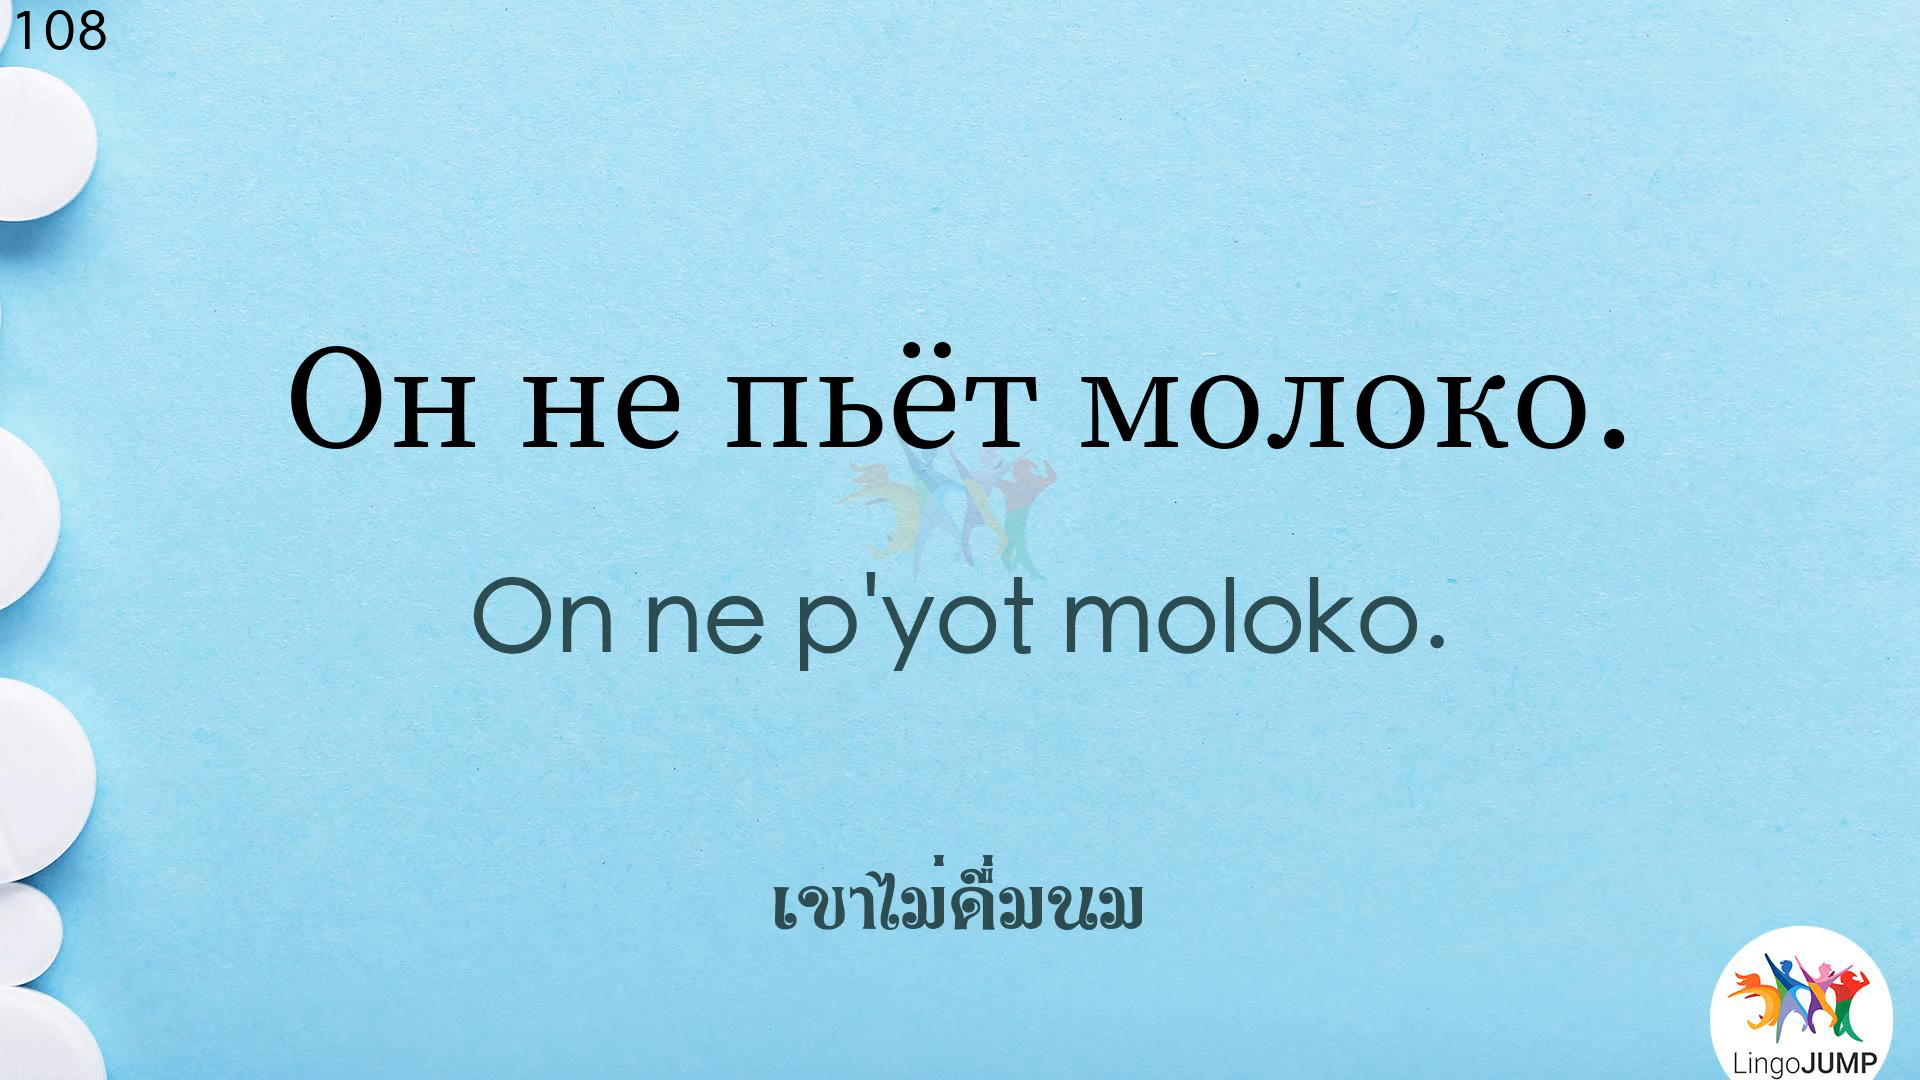 108
Он не пьёт молоко.
On ne p'yot moloko.
เขาไม่ดื่มนม
LingoJUMP